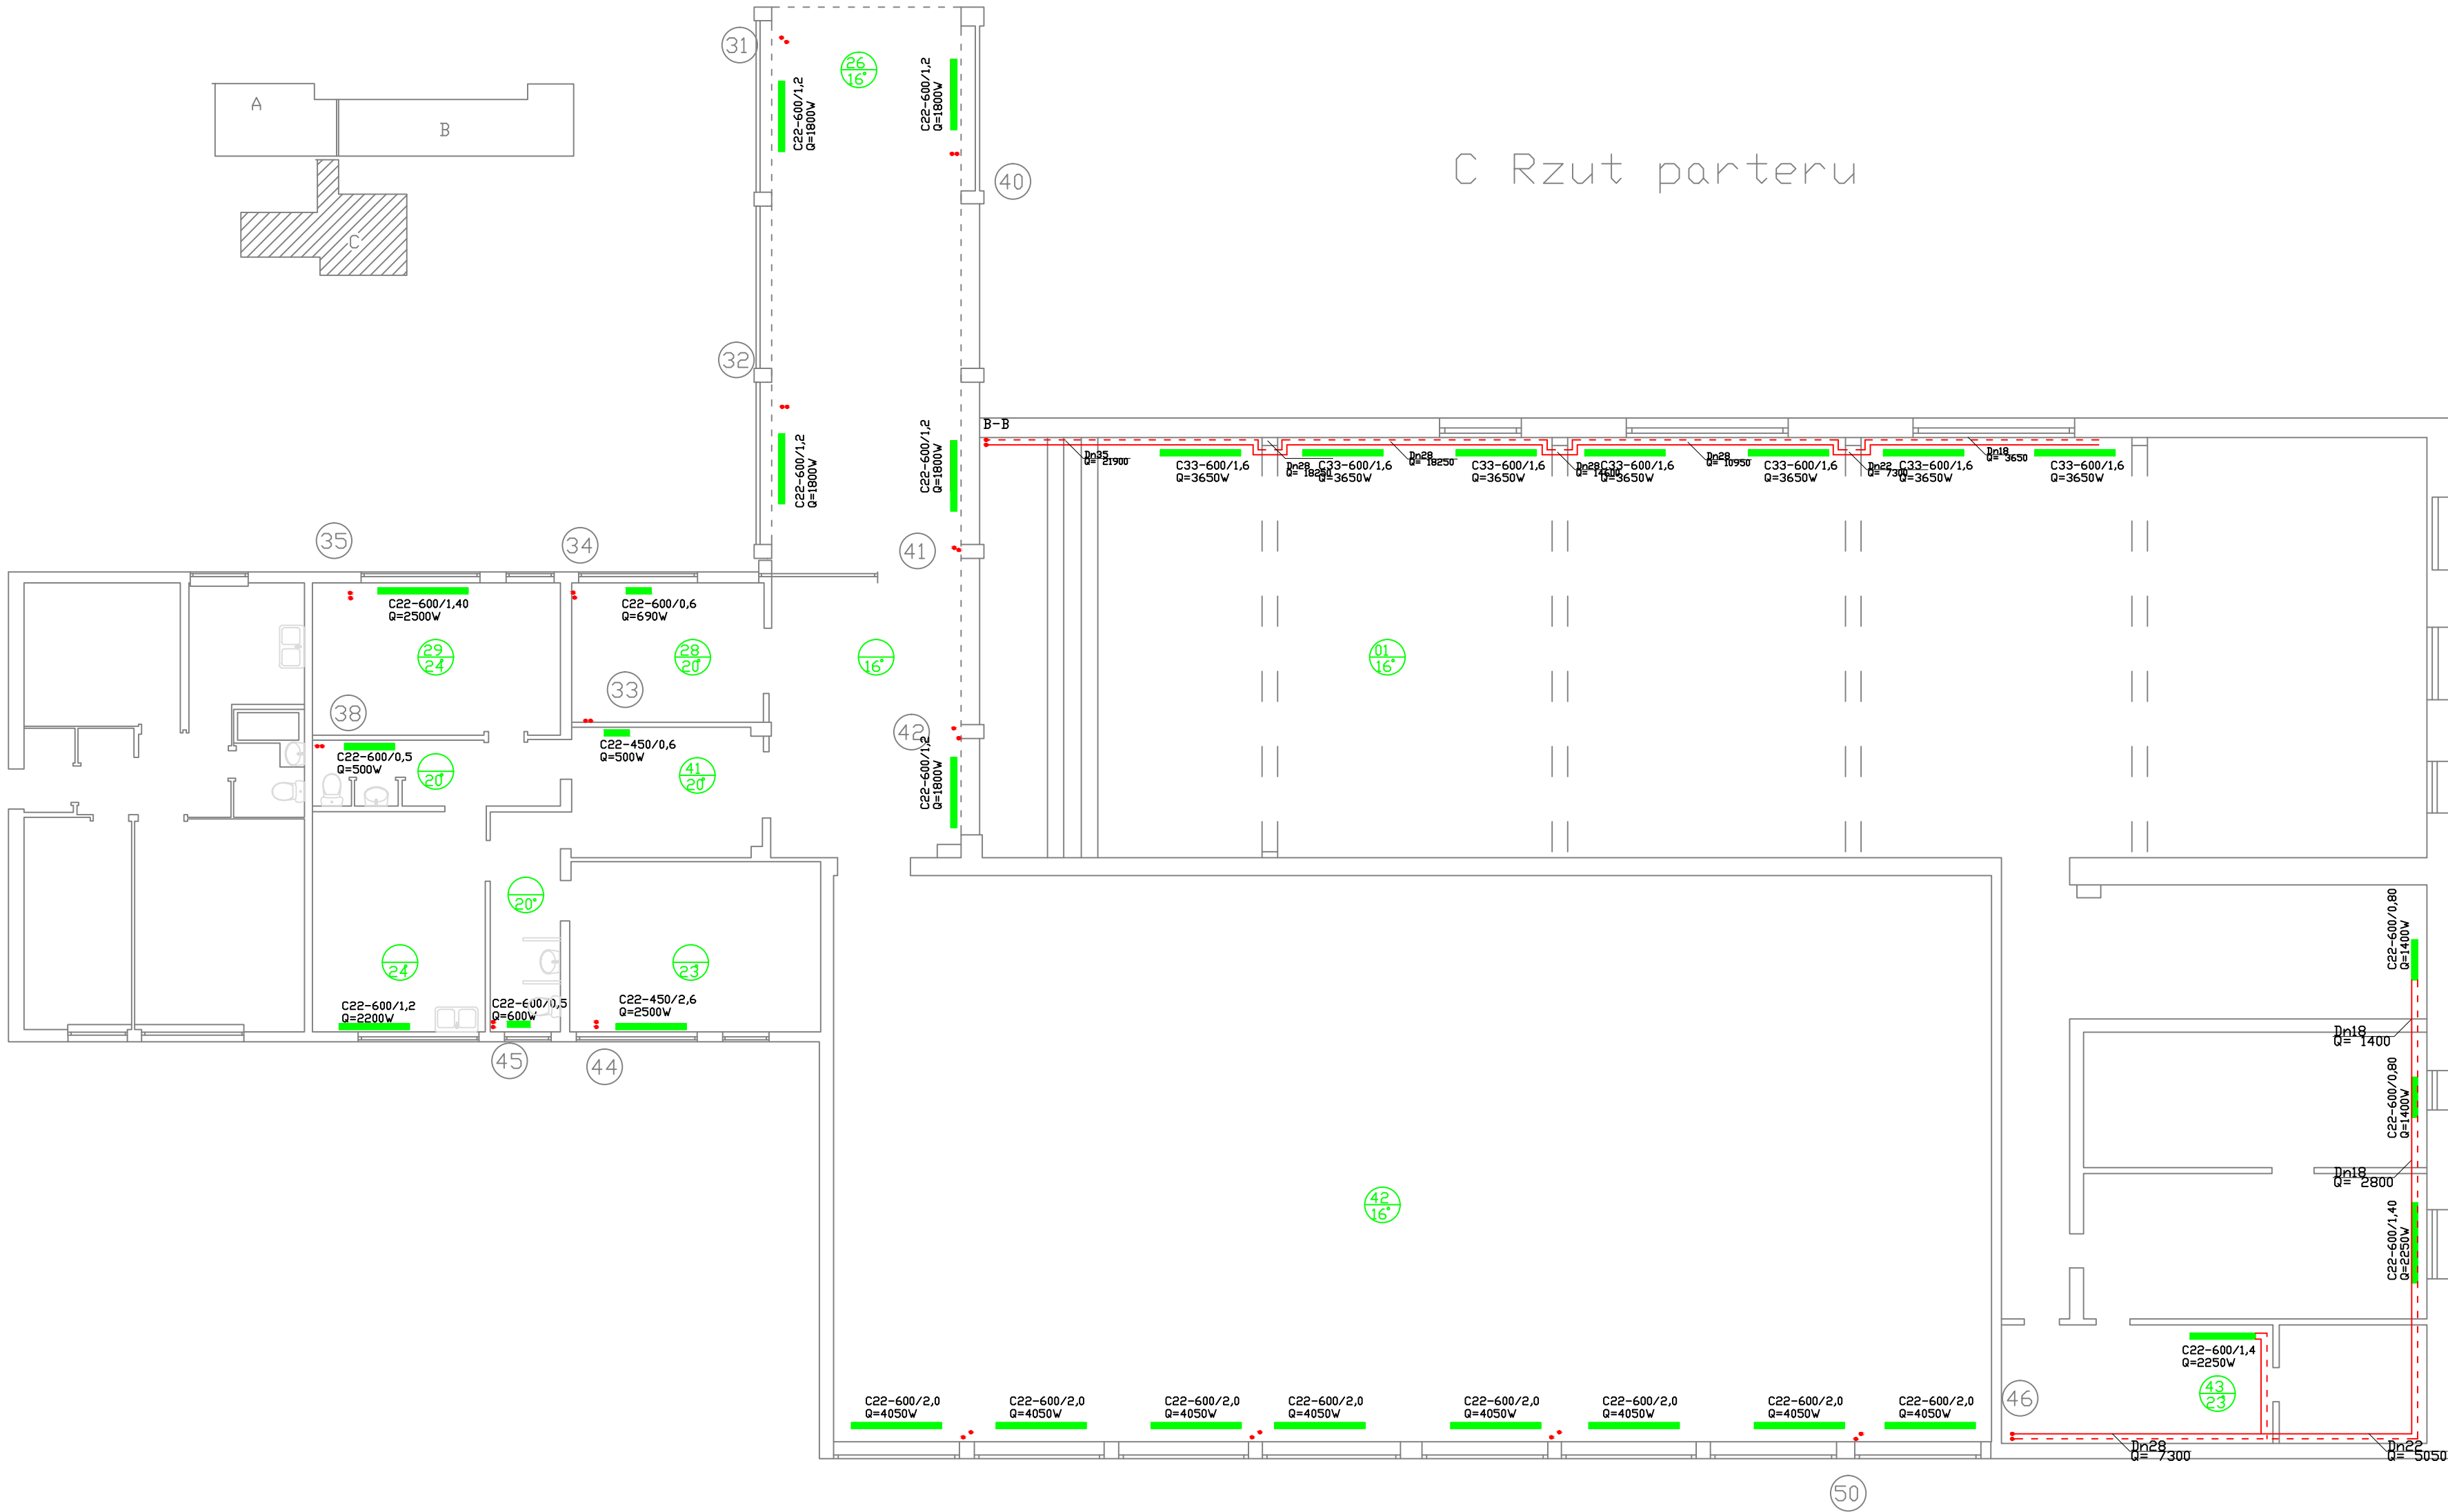 31
26
16°
C22-600/1,2
Q=1800W
C22-600/1,2
Q=1800W
A
B
C
40
C Rzut parteru
32
B-B
C22-600/1,2
Q=1800W
C22-600/1,2
Q=1800W
Dn35
Q= 21900
C33-600/1,6
Q=3650W
Dn28
Q= 18250
C33-600/1,6
Q=3650W
Dn28
Q= 18250
C33-600/1,6
Q=3650W
Dn28
Q= 14600
C33-600/1,6
Q=3650W
Dn28
Q= 10950
C33-600/1,6
Q=3650W
Dn22
Q= 7300
C33-600/1,6
Q=3650W
Dn18
Q= 3650
C33-600/1,6
Q=3650W
35
34
41
C22-600/1,40
Q=2500W
C22-600/0,6
Q=690W
29
24°
28
20°
16°
01
16°
33
38
42
C22-600/0,5
Q=500W
20°
C22-450/0,6
Q=500W
41
20°
C22-600/1,2
Q=1800W
20°
24°
23°
C22-600/1,2
Q=2200W
C22-600/0,5
Q=600W
C22-450/2,6
Q=2500W
45
44
C22-600/0,80
Q=1400W
Dn18
Q= 1400
C22-600/0,80
Q=1400W
Dn18
Q= 2800
42
16°
C22-600/1,40
Q=2250W
C22-600/1,4
Q=2250W
43
23°
46
C22-600/2,0
Q=4050W
C22-600/2,0
Q=4050W
C22-600/2,0
Q=4050W
C22-600/2,0
Q=4050W
C22-600/2,0
Q=4050W
C22-600/2,0
Q=4050W
C22-600/2,0
Q=4050W
C22-600/2,0
Q=4050W
Dn28
Q= 7300
Dn22
Q= 5050
50